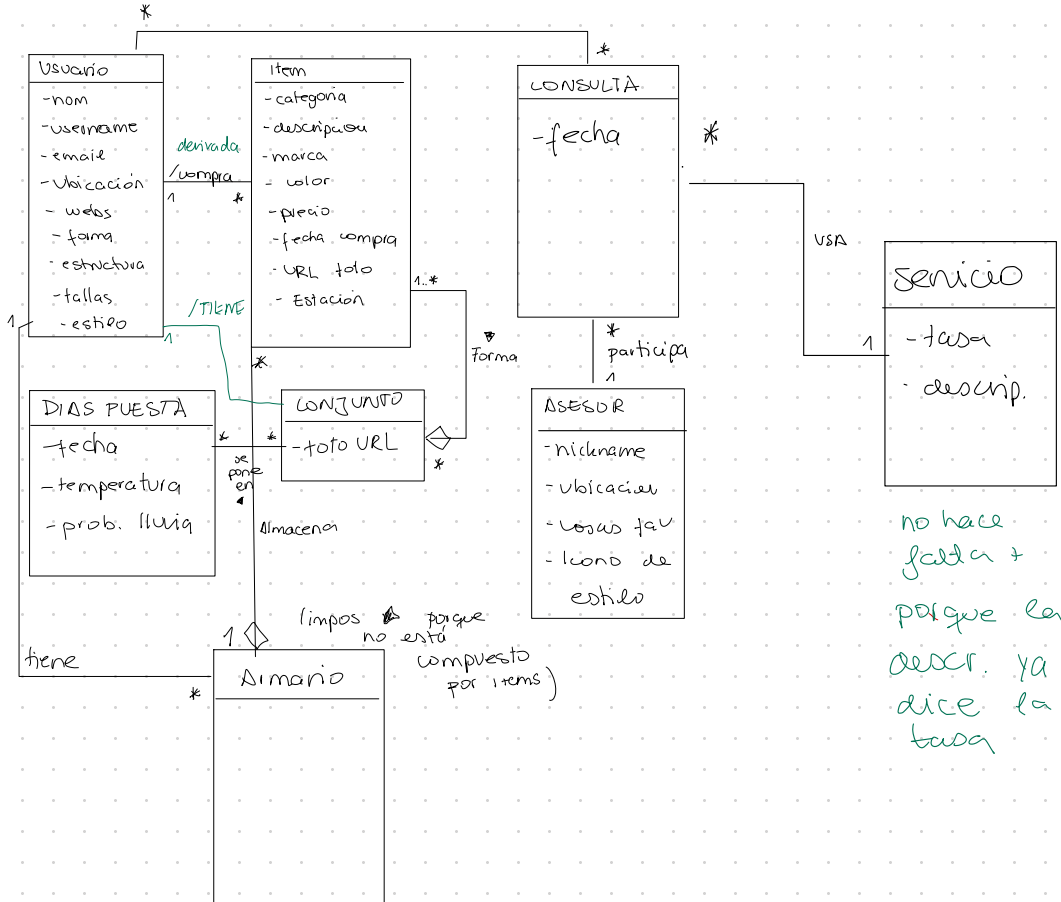 *
*
Usuario
-nom
-username
-email
-Ubicación
- webs
- forma
- estructura
-tallas
-estilo
derivada
/compra
1
*
Item
-categoria
-descripcion
-marca
- color
-precio
-fecha compra
-URL foto
- Estación
1..*
Forma
*
/TIENE
1
1
*
CONSULTA
-fecha
*
USA
1
servicio
-tasa
- descrip.
*
participa
1
ASESOR
-nickname
-ubicacion
-cosas fav
- Icono de
estilo
DIAS PUESTA
-fecha
-temperatura
-prob. lluvia
*
*
se
pone
en
CONJUNTO
-foto URL
Almacena
1
(impos porque
no está
compuesto
por items)
tiene
*
Armario
no hace
falta +
porque la
descr. ya
dice la
tasa